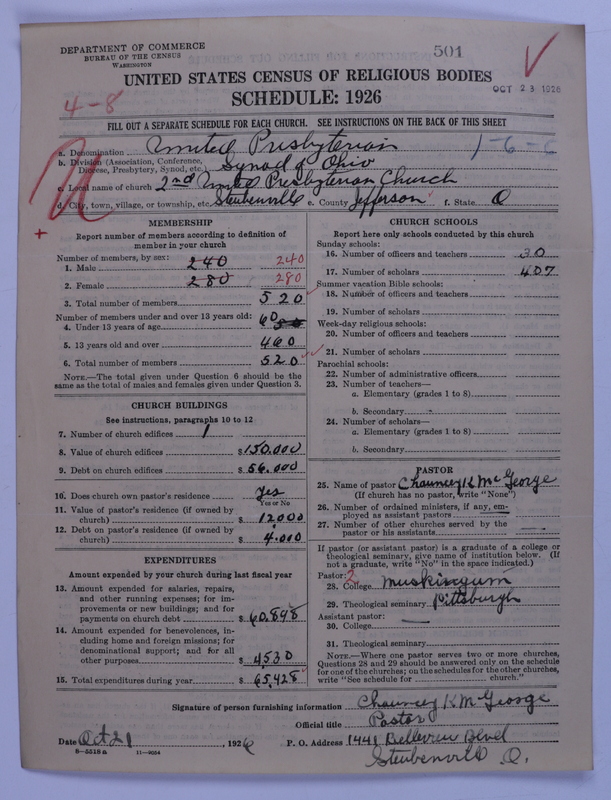 DEPARTMENT OF COMMERCE
BUREAU OF THE CENSUS
WASHINGTON
501
OCT 23 1926
UNITED STATES CENSUS OF RELIGIOUS BODIES
SCHEDULE: 1926
4-8
FILL OUT A SEPARATE SCHEDULE FOR EACH CHURCH. SEE INSTRUCTIONS ON THE BACK OF THIS SHEET
a. Denomination United Presbyterian 1-6-6
b. Division (Association, Conference, Diocese, Presbytery, Synod, etc.) Synod of Ohio
c. Local name of church 2nd United Presbyterian Church
d. City, town, village, or township, etc. Steubenville e. County Jefferson f. State O
MEMBERSHIP
Report number of members according to definition of
member in your church
Number of members, by sex:
1. Male 240 240
2. Female 280 280
3. Total number of members 520
Number of members under and over 13 years old:
4. Under 13 years of age 60
5. 13 years old and over 460
6. Total number of members 520
NOTE.—The total given under Question 6 should be
same as the total of males and females given under Question 3.
CHURCH BUILDINGS
See instructions, paragraphs 10 to 12
7. Number of church edifices 1
8. Value of church edifices $150.000
9. Debt on church edifices $56.000
10. Does church own pastor's residence Yes
Yes or No
11. Value of pastor's residence (if owned by
church) $ 12000
12. Debt on pastor's residence (if owned by
church) $ 4.000
EXPENDITURES
Amount expended by your church during last fiscal year
13. Amount expended for salaries, repairs,
and other running expenses; for im-
provements or new buildings; and for
payments on church debt $60.898
14. Amount expended for benevolences, in-
cluding home and foreign missions; for
denominational support; and for all
other purposes $ 4530
15. Total expenditures during year $ 65,428
CHURCH SCHOOLS
Report here only schools conducted by this church
Sunday schools:
16. Number of officers and teachers 30
17. Number of scholars 407
Summer vacation Bible schools:
18. Number of officers and teachers
19. Number of scholars
Week-day religious schools:
20. Number of officers and teachers
21. Number of scholars
Parochial schools:
22. Number of administrative officers
23. Number of teachers—
a. Elementary (grades 1 to 8)
b. Secondary
24. Number of scholars—
a. Elementary (grades 1 to 8)
b. Secondary
PASTOR
25. Name of pastor Chauncey K McGeorge
(If church has no pastor, write "None")
26. Number of ordained ministers, if any, em-
ployed as assistant pastors
27. Number of other churches served by the
pastor or his assistants
If pastor (or assistant pastor) is a graduate of a college or
theological seminary, give name of institution below. (If
not a graduate, write "No" in the space indicated.)
Pastor: 2
28. College Muskingum
29. Theological seminary Pittsburgh
Assistant pastor:
30. College
31. Theological seminary
NOTE.—Where one pastor serves two or more churches,
Questions 28 and 29 should be answered only on the schedule
for one of the churches; on the schedules for the other churches,
write "See schedule for church."
Signature of person furnishing information Chauncey K McGeorge
Official title Pastor
Date Oct 21, 1926 P. O. Address 1441 Bellevue Blvd
Steubenville O.
8-5518 a 11-9054